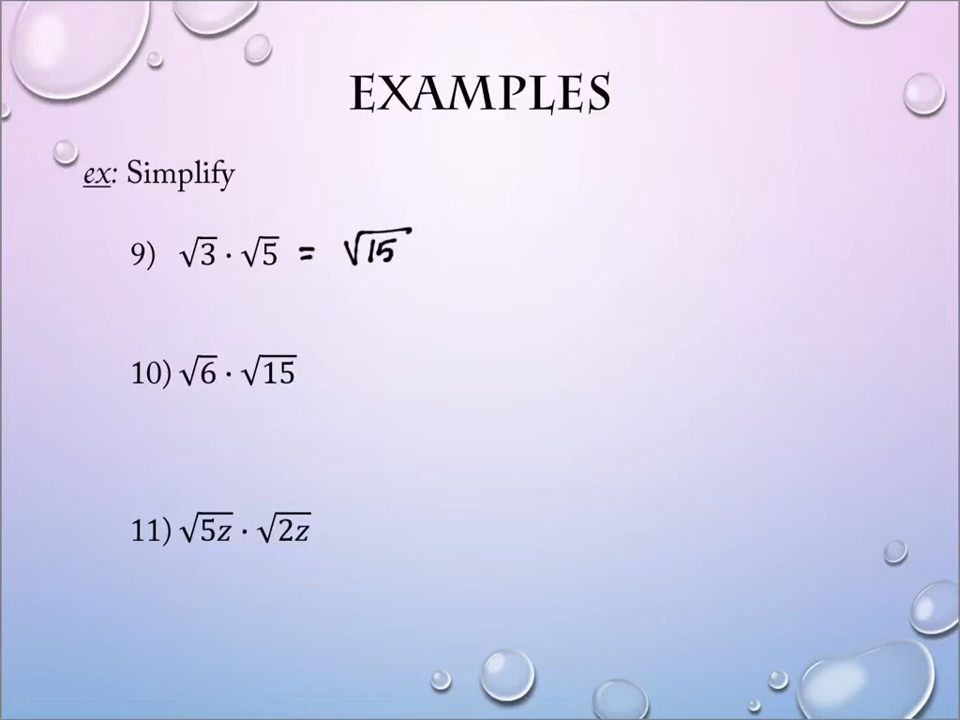 EXAMPLES
ex: Simplify
9) √3 · √5 = √15
10) √6 · √15
11) √5z · √2z